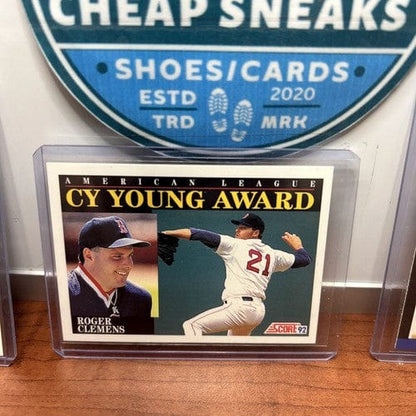 CHEAP SNEAKS
SHOES/CARDS
ESTD 2020
TRD MRK
AMERICAN LEAGUE
CY YOUNG AWARD
21
ROGER
CLEMENS
SCORE 92